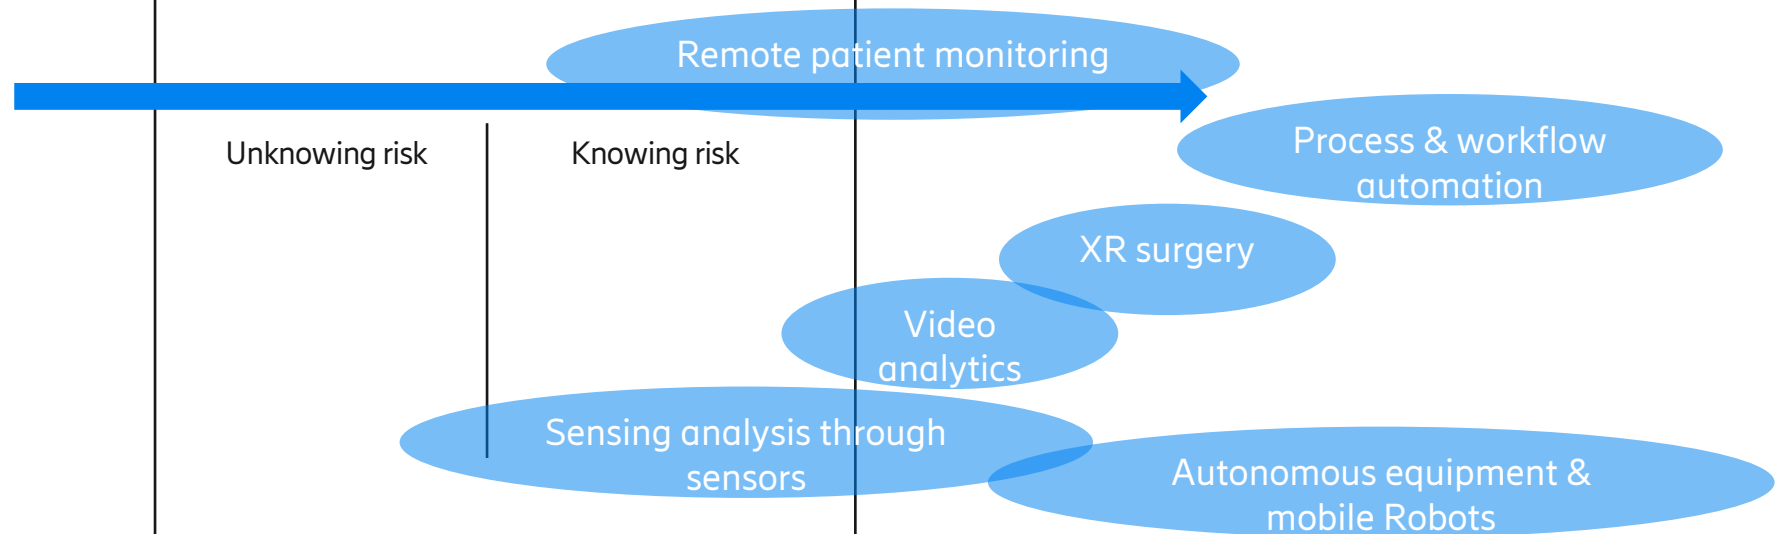 Remote patient monitoring
Unknowing risk
Knowing risk
Process & workflow
automation
XR surgery
Video
analytics
Sensing analysis through
sensors
Autonomous equipment &
mobile Robots